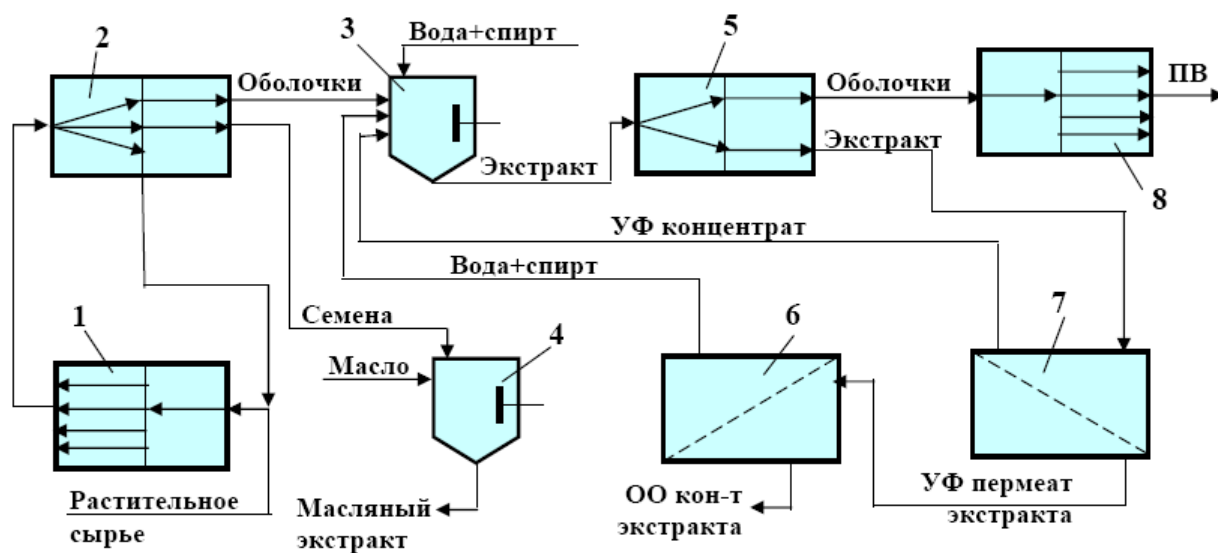 2
3
Вода+спирт
5
Оболочки
Оболочки
ПВ
Экстракт
Экстракт
8
УФ концентрат
Вода+спирт
1
Семена
4
6
7
Масло
Растительное
сырье
Масляный
экстракт
ОО кон-т
экстракта
УФ пермеат
экстракта